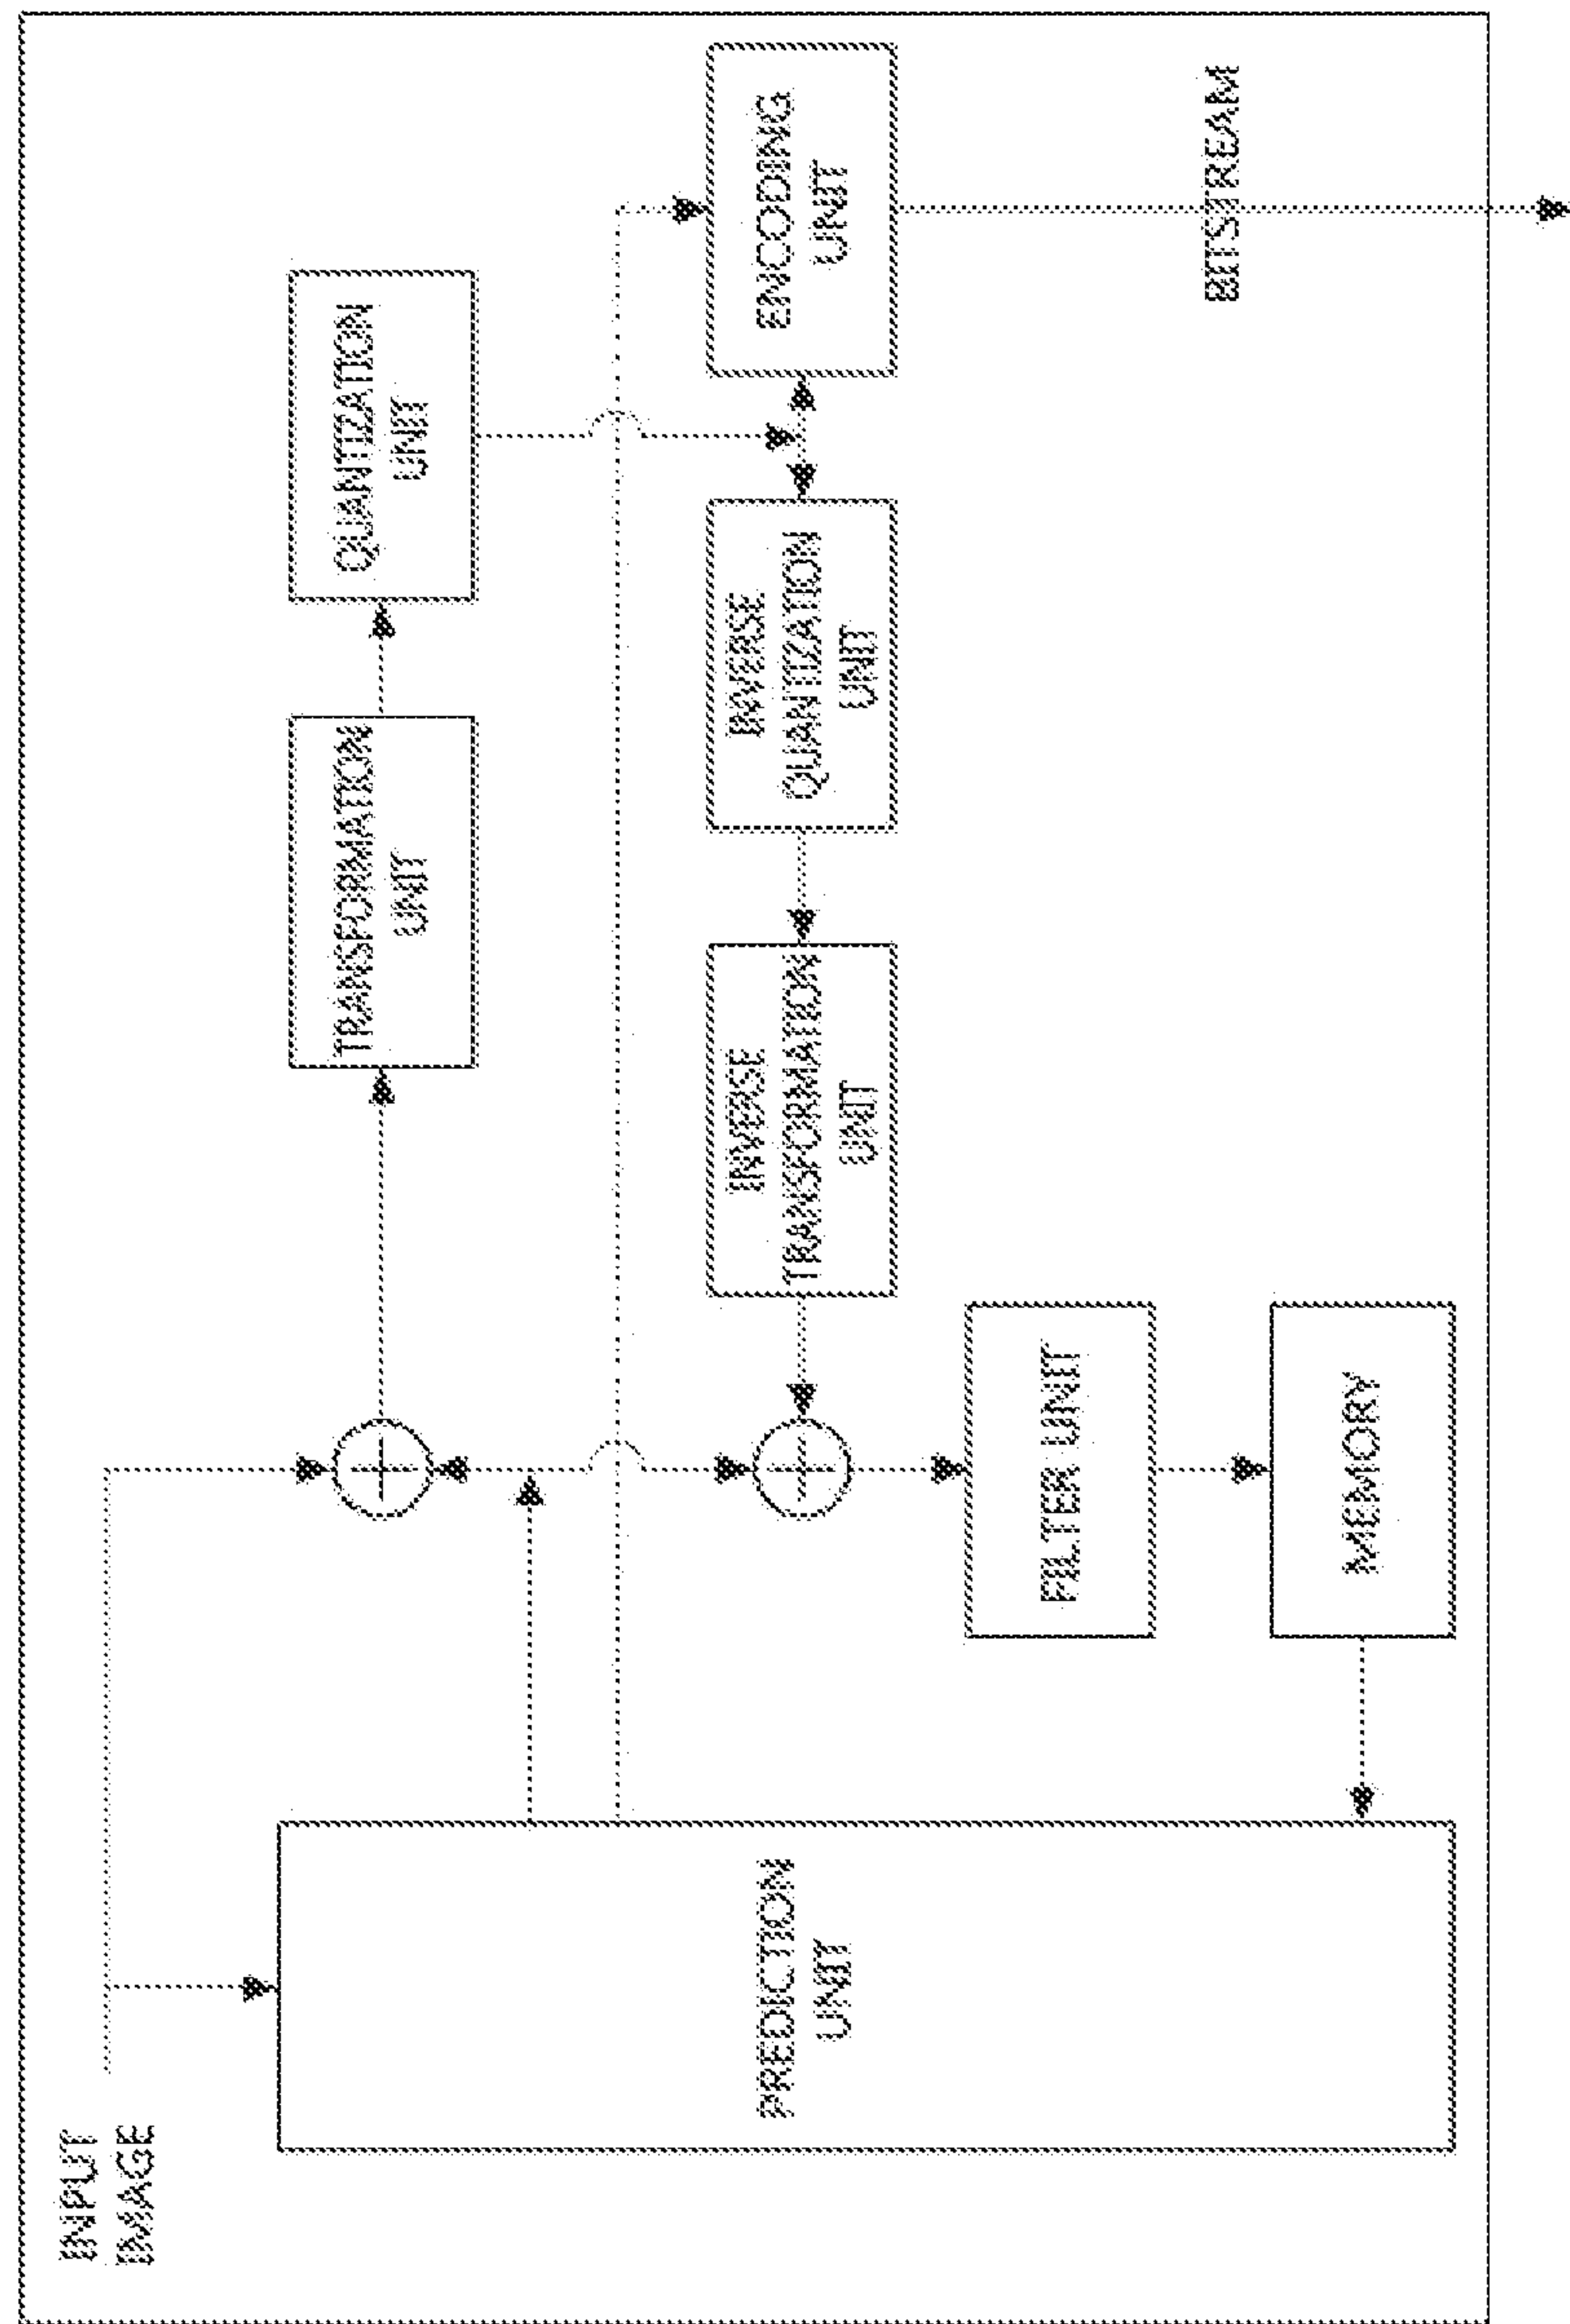 INPUT
IMAGE
TRANSFORMATION
UNIT
QUANTIZATION
UNIT
PREDICTION
UNIT
INVERSE
TRANSFORMATION
UNIT
INVERSE
QUANTIZATION
UNIT
ENCODING
UNIT
FILTER UNIT
MEMORY
BITSTREAM